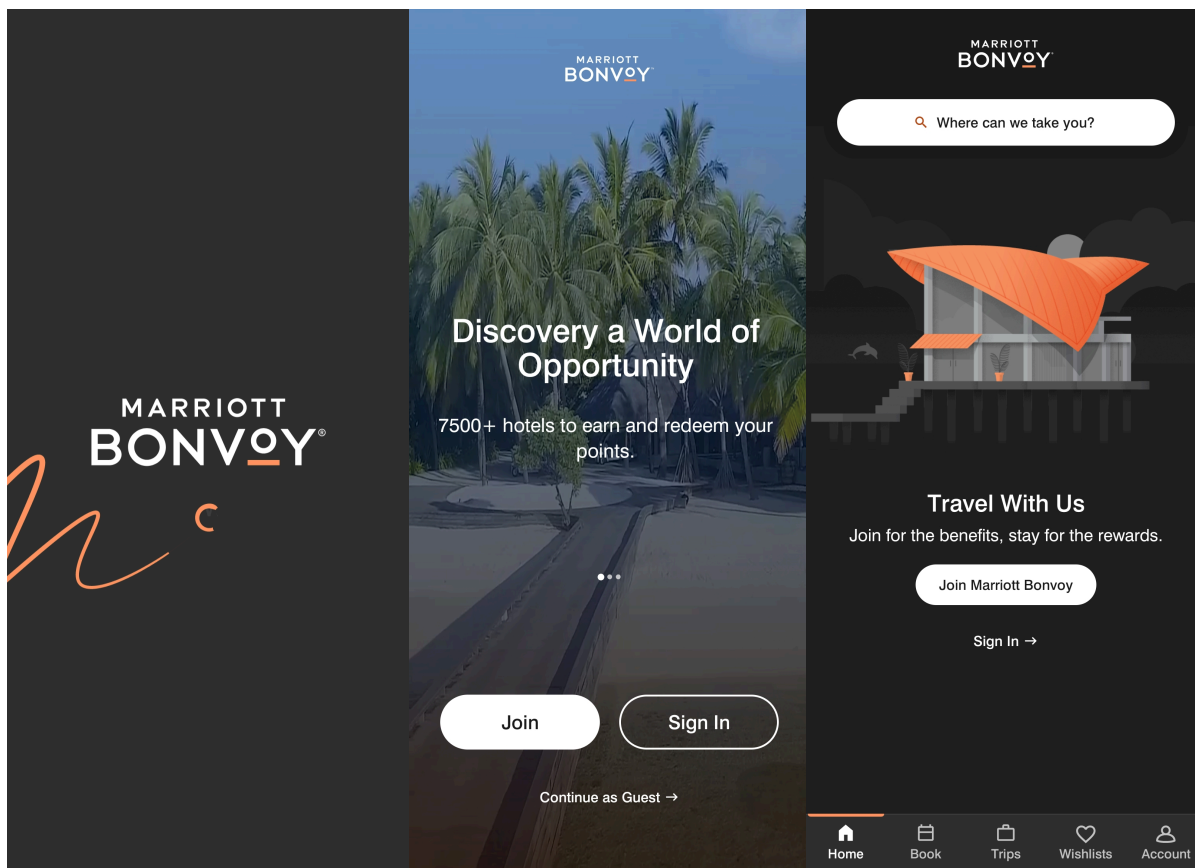 MARRIOTT
BONVOY®
MARRIOTT
BONVOY™
Discovery a World of
Opportunity
7500+ hotels to earn and redeem your
points.
Join
Sign In
Continue as Guest →
MARRIOTT
BONVOY™
Where can we take you?
Travel With Us
Join for the benefits, stay for the rewards.
Join Marriott Bonvoy
Sign In →
Home
Book
Trips
Wishlists
Account